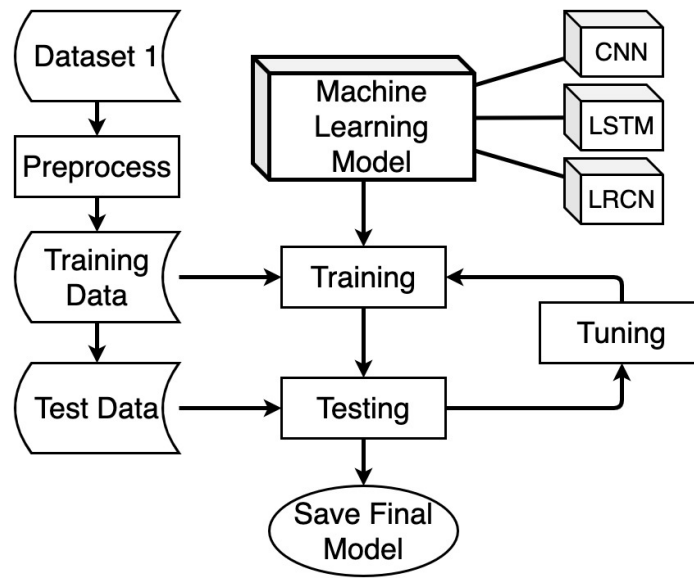 Dataset 1
Preprocess
Training
Data
Test Data
Machine
Learning
Model
CNN
LSTM
LRCN
Training
Testing
Tuning
Save Final
Model